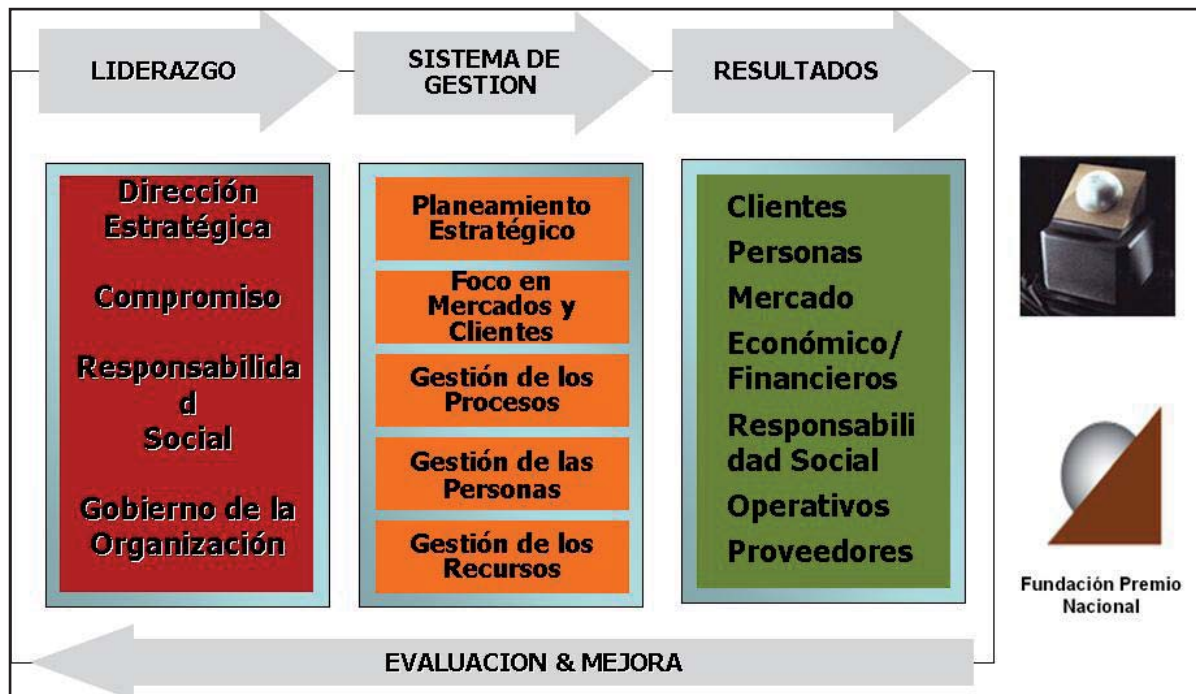 LIDERAZGO
SISTEMA DE
GESTION
RESULTADOS
Dirección
Estratégica
Compromiso
Responsabilida
d
Social
Gobierno de la
Organización
Planeamiento
Estratégico
Foco en
Mercados y
Clientes
Gestión de los
Procesos
Gestión de las
Personas
Gestión de los
Recursos
Clientes
Personas
Mercado
Económico/
Financieros
Responsabili
dad Social
Operativos
Proveedores
Fundación Premio
Nacional
EVALUACION & MEJORA